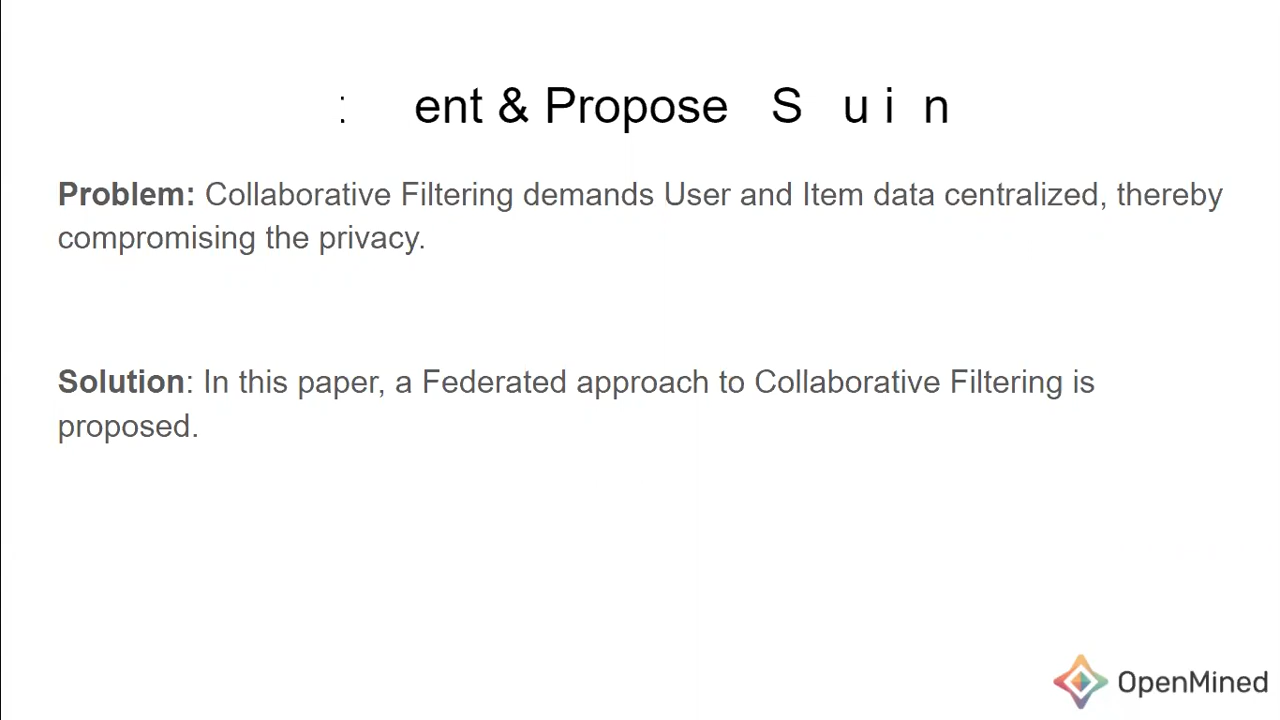 ent & Propose S u i n
Problem: Collaborative Filtering demands User and Item data centralized, thereby
compromising the privacy.
Solution: In this paper, a Federated approach to Collaborative Filtering is
proposed.
OpenMined